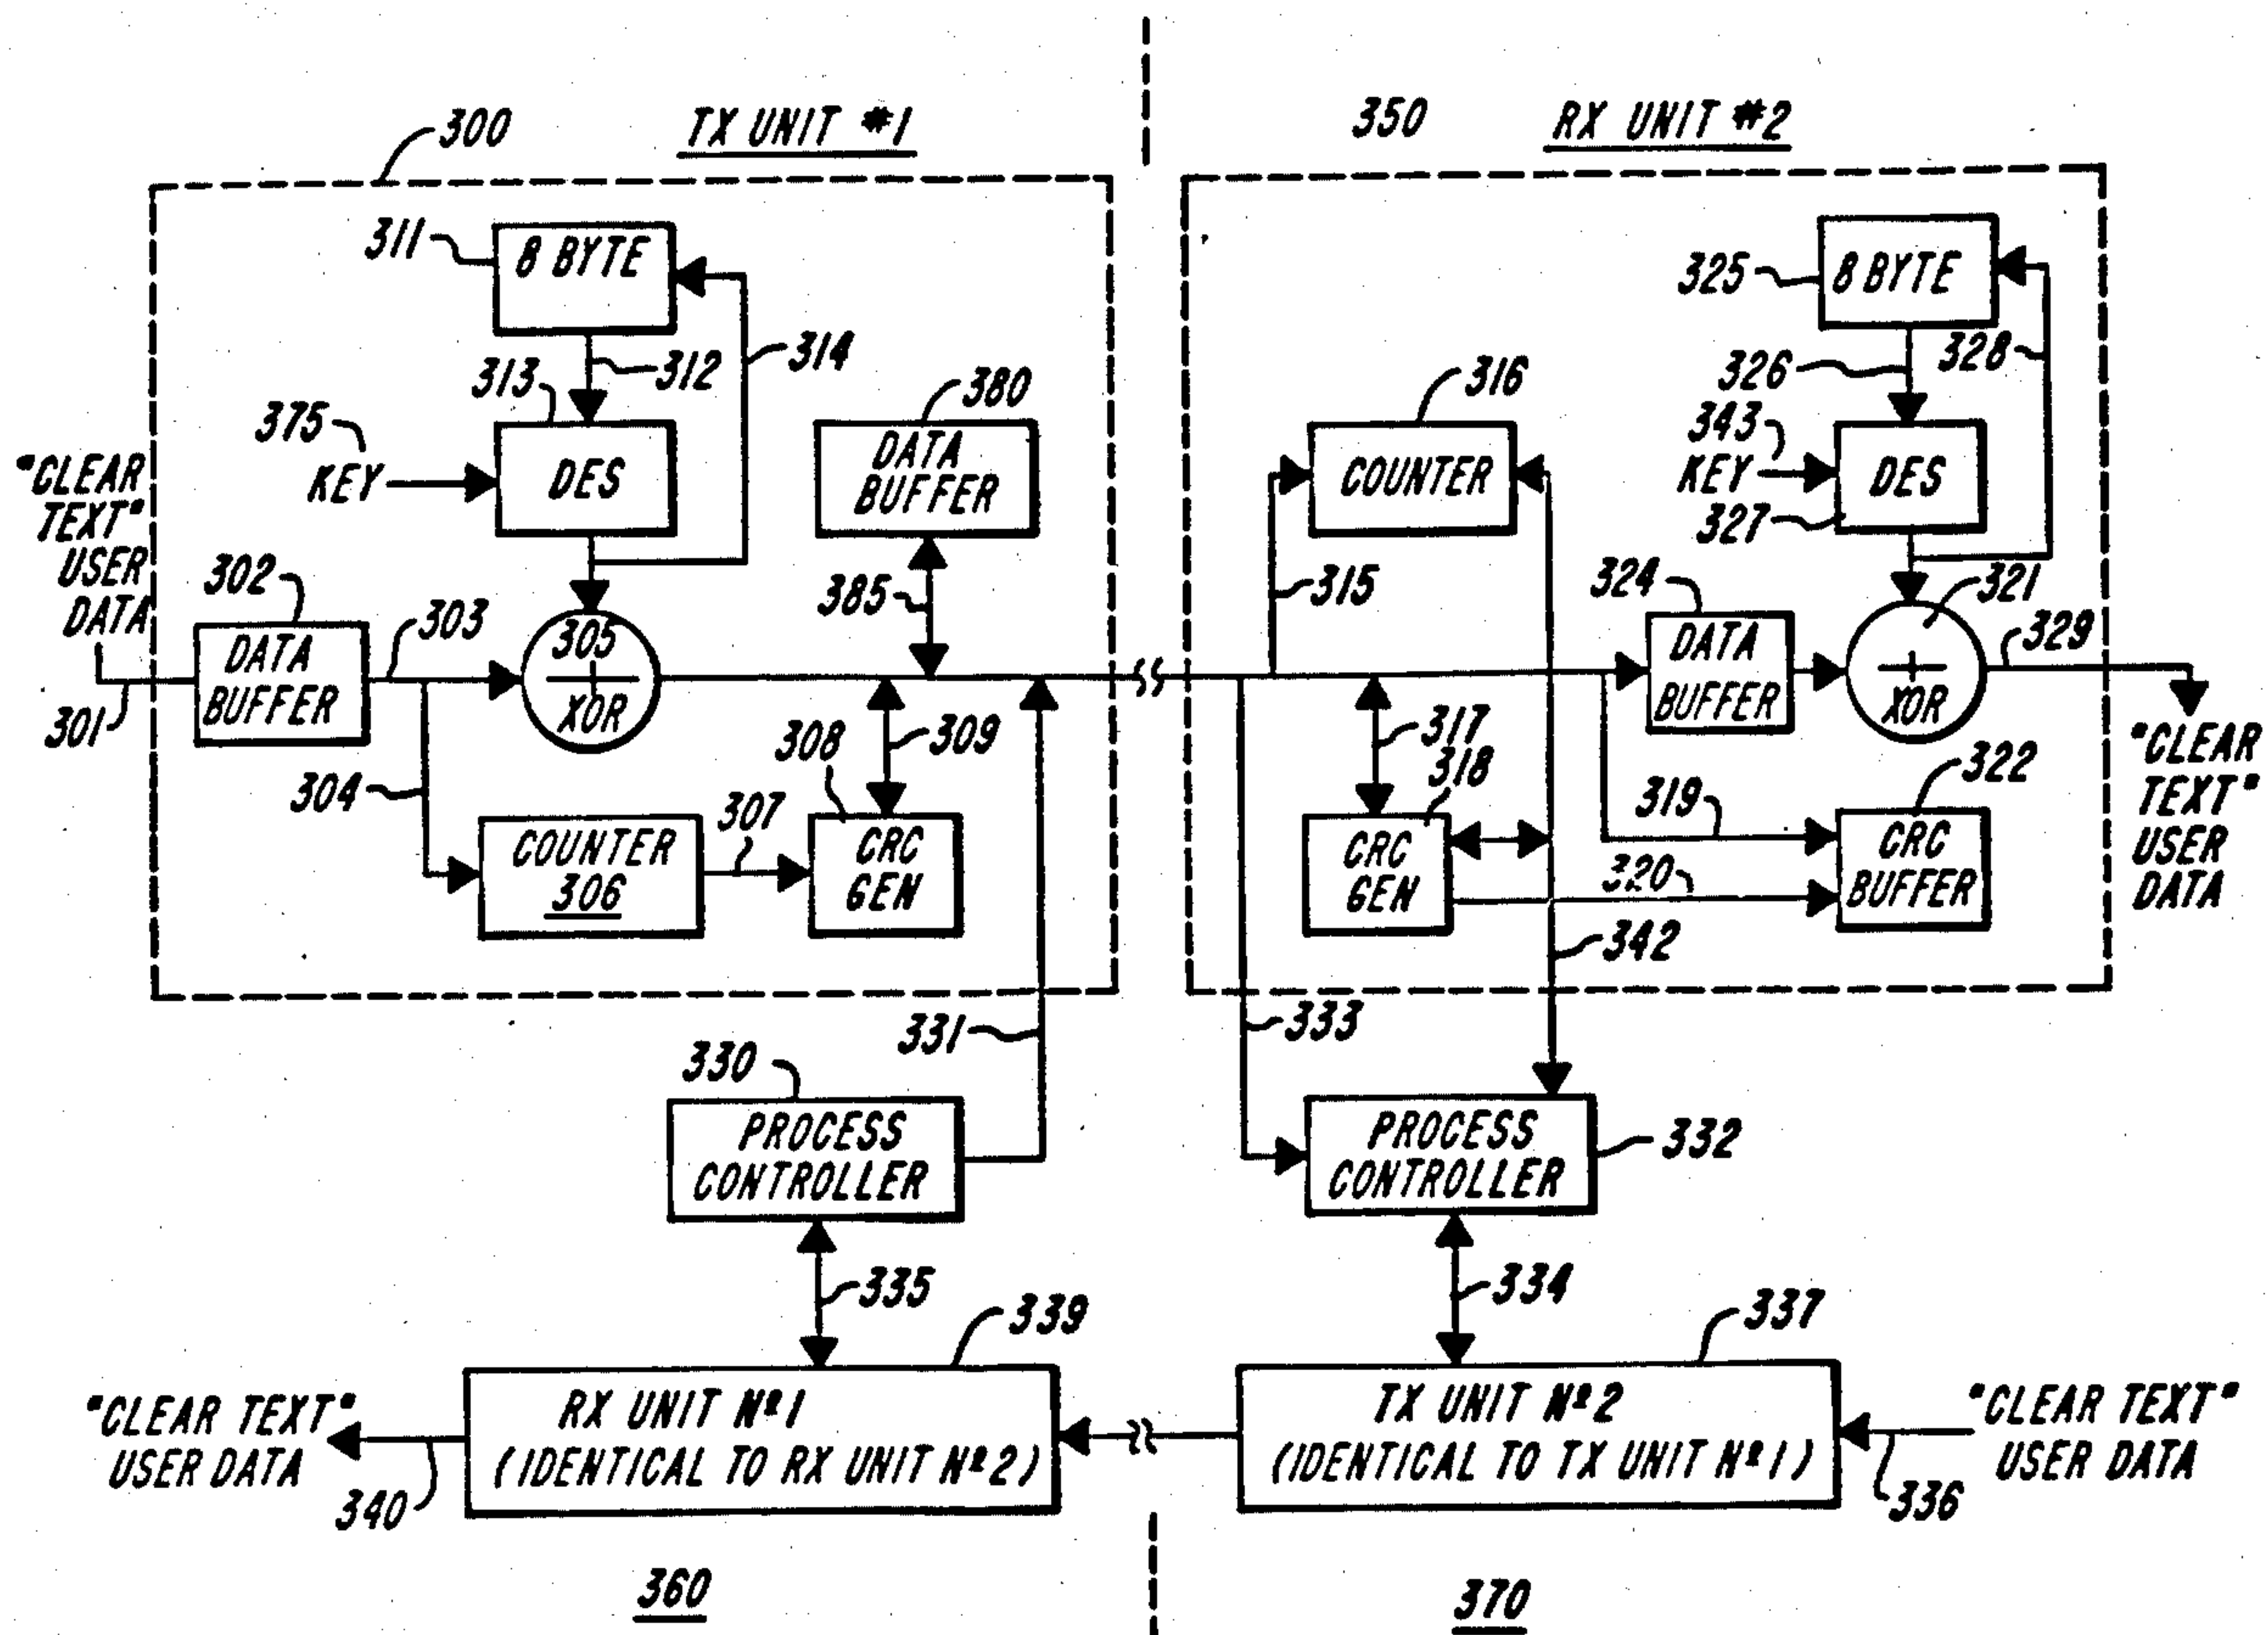 300
TX UNIT #1
350
RX UNIT #2
311
8 BYTE
314
312
313
375
KEY
DES
380
DATA
BUFFER
385
"CLEAR
TEXT"
USER
DATA
301
302
DATA
BUFFER
303
305
XOR
304
COUNTER
306
307
308
309
CRC
GEN
331
316
COUNTER
315
325
8 BYTE
326
328
343
KEY
DES
327
324
DATA
BUFFER
321
XOR
329
"CLEAR
TEXT"
USER
DATA
317
318
CRC
GEN
319
320
322
CRC
BUFFER
342
333
330
PROCESS
CONTROLLER
PROCESS
CONTROLLER
332
335
334
339
337
"CLEAR TEXT"
USER DATA
340
RX UNIT Nº1
(IDENTICAL TO RX UNIT Nº2)
TX UNIT Nº2
(IDENTICAL TO TX UNIT Nº1)
"CLEAR TEXT"
USER DATA
336
360
370